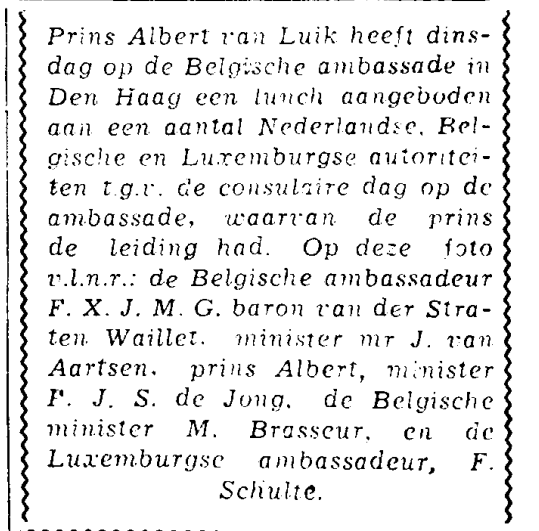 Prins Albert van Luik heeft dins-
dag op de Belgische ambassade in
Den Haag een lunch aangeboden
aan een aantal Nederlandse, Bel-
gische en Luxemburgse autoritei-
ten t.g.v. de consulaire dag op de
ambassade, waarvan de prins
de leiding had. Op deze foto
v.l.n.r.: de Belgische ambassadeur
F. X. J. M. G. baron van der Stra-
ten Waillet, minister mr J. van
Aartsen, prins Albert, minister
P. J. S. de Jong, de Belgische
minister M. Brasseur, en de
Luxemburgse ambassadeur, F.
Schulte.